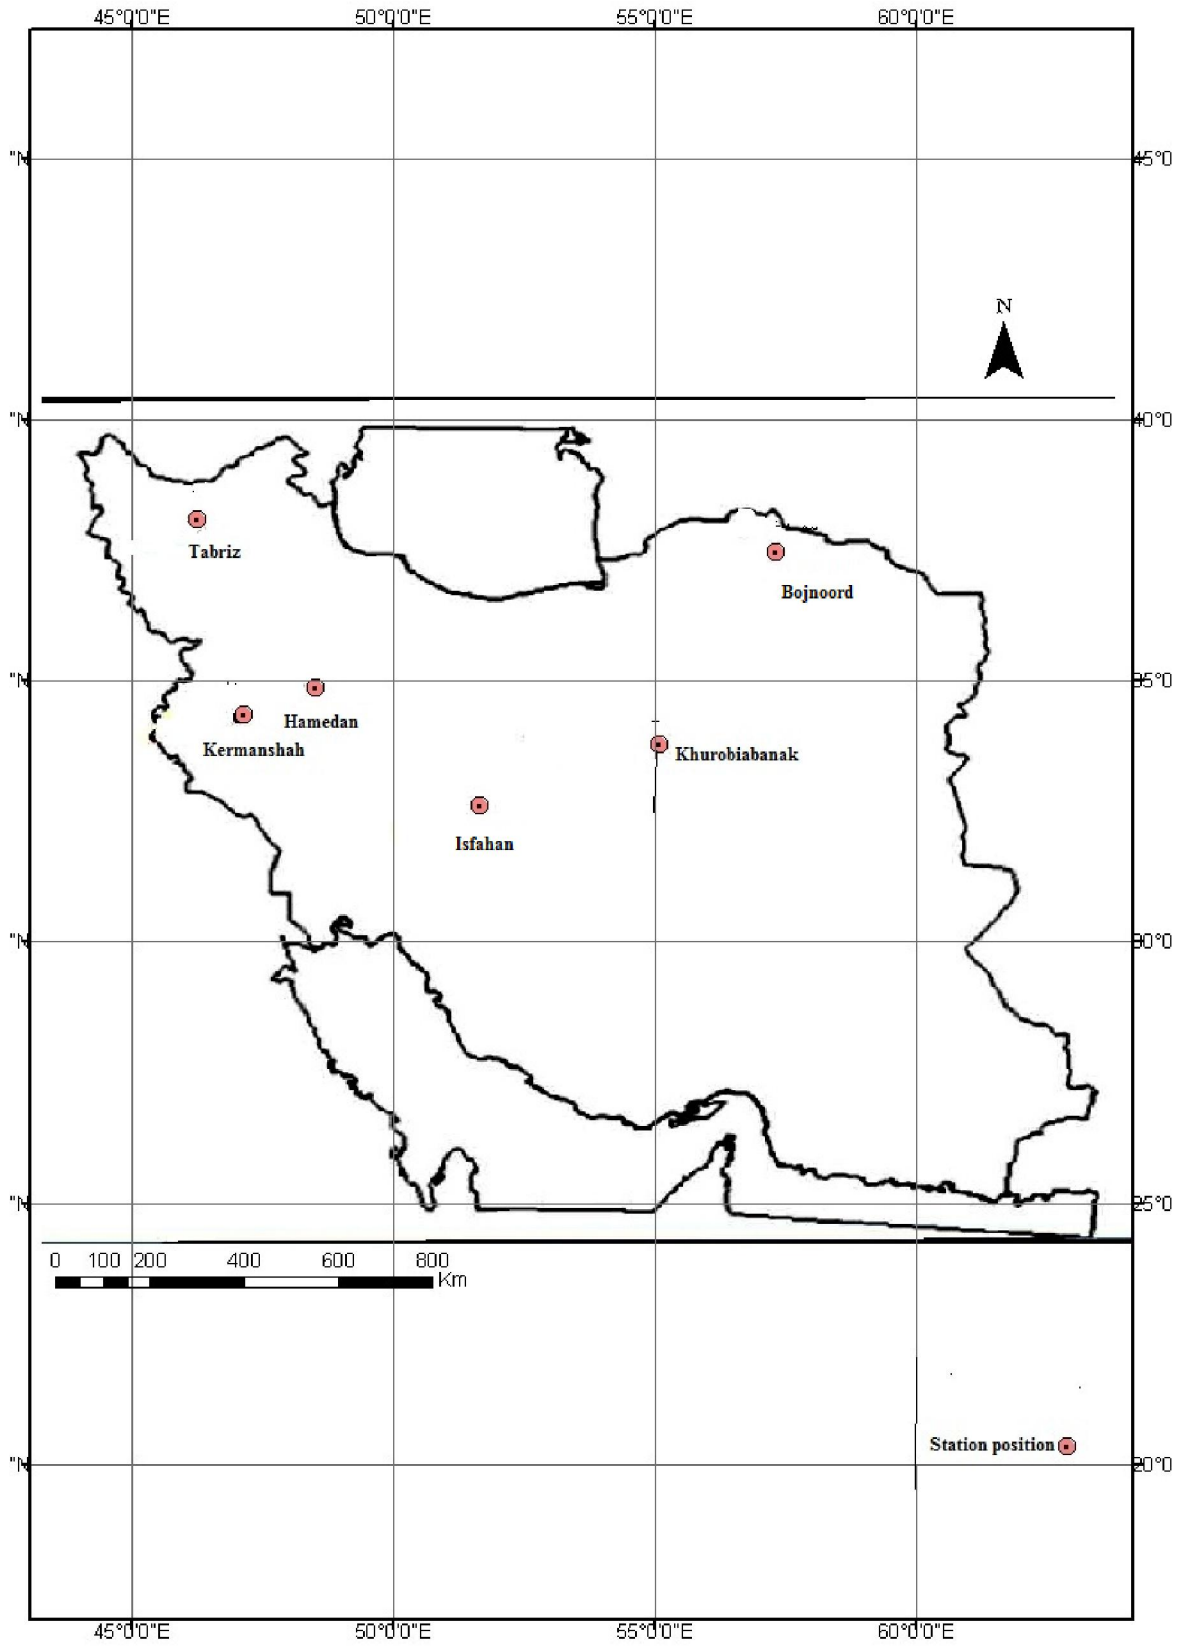 45°0'0"E 50°0'0"E 55°0'0"E 60°0'0"E
"N 45°0
N
"N 40°0
Tabriz
Bojnoord
"N 35°0
Hamedan
Kermanshah
Khurobiabanak
Isfahan
"N 30°0
"N 25°0
0 100 200 400 600 800
Km
Station position
"N 20°0
45°0'0"E 50°0'0"E 55°0'0"E 60°0'0"E